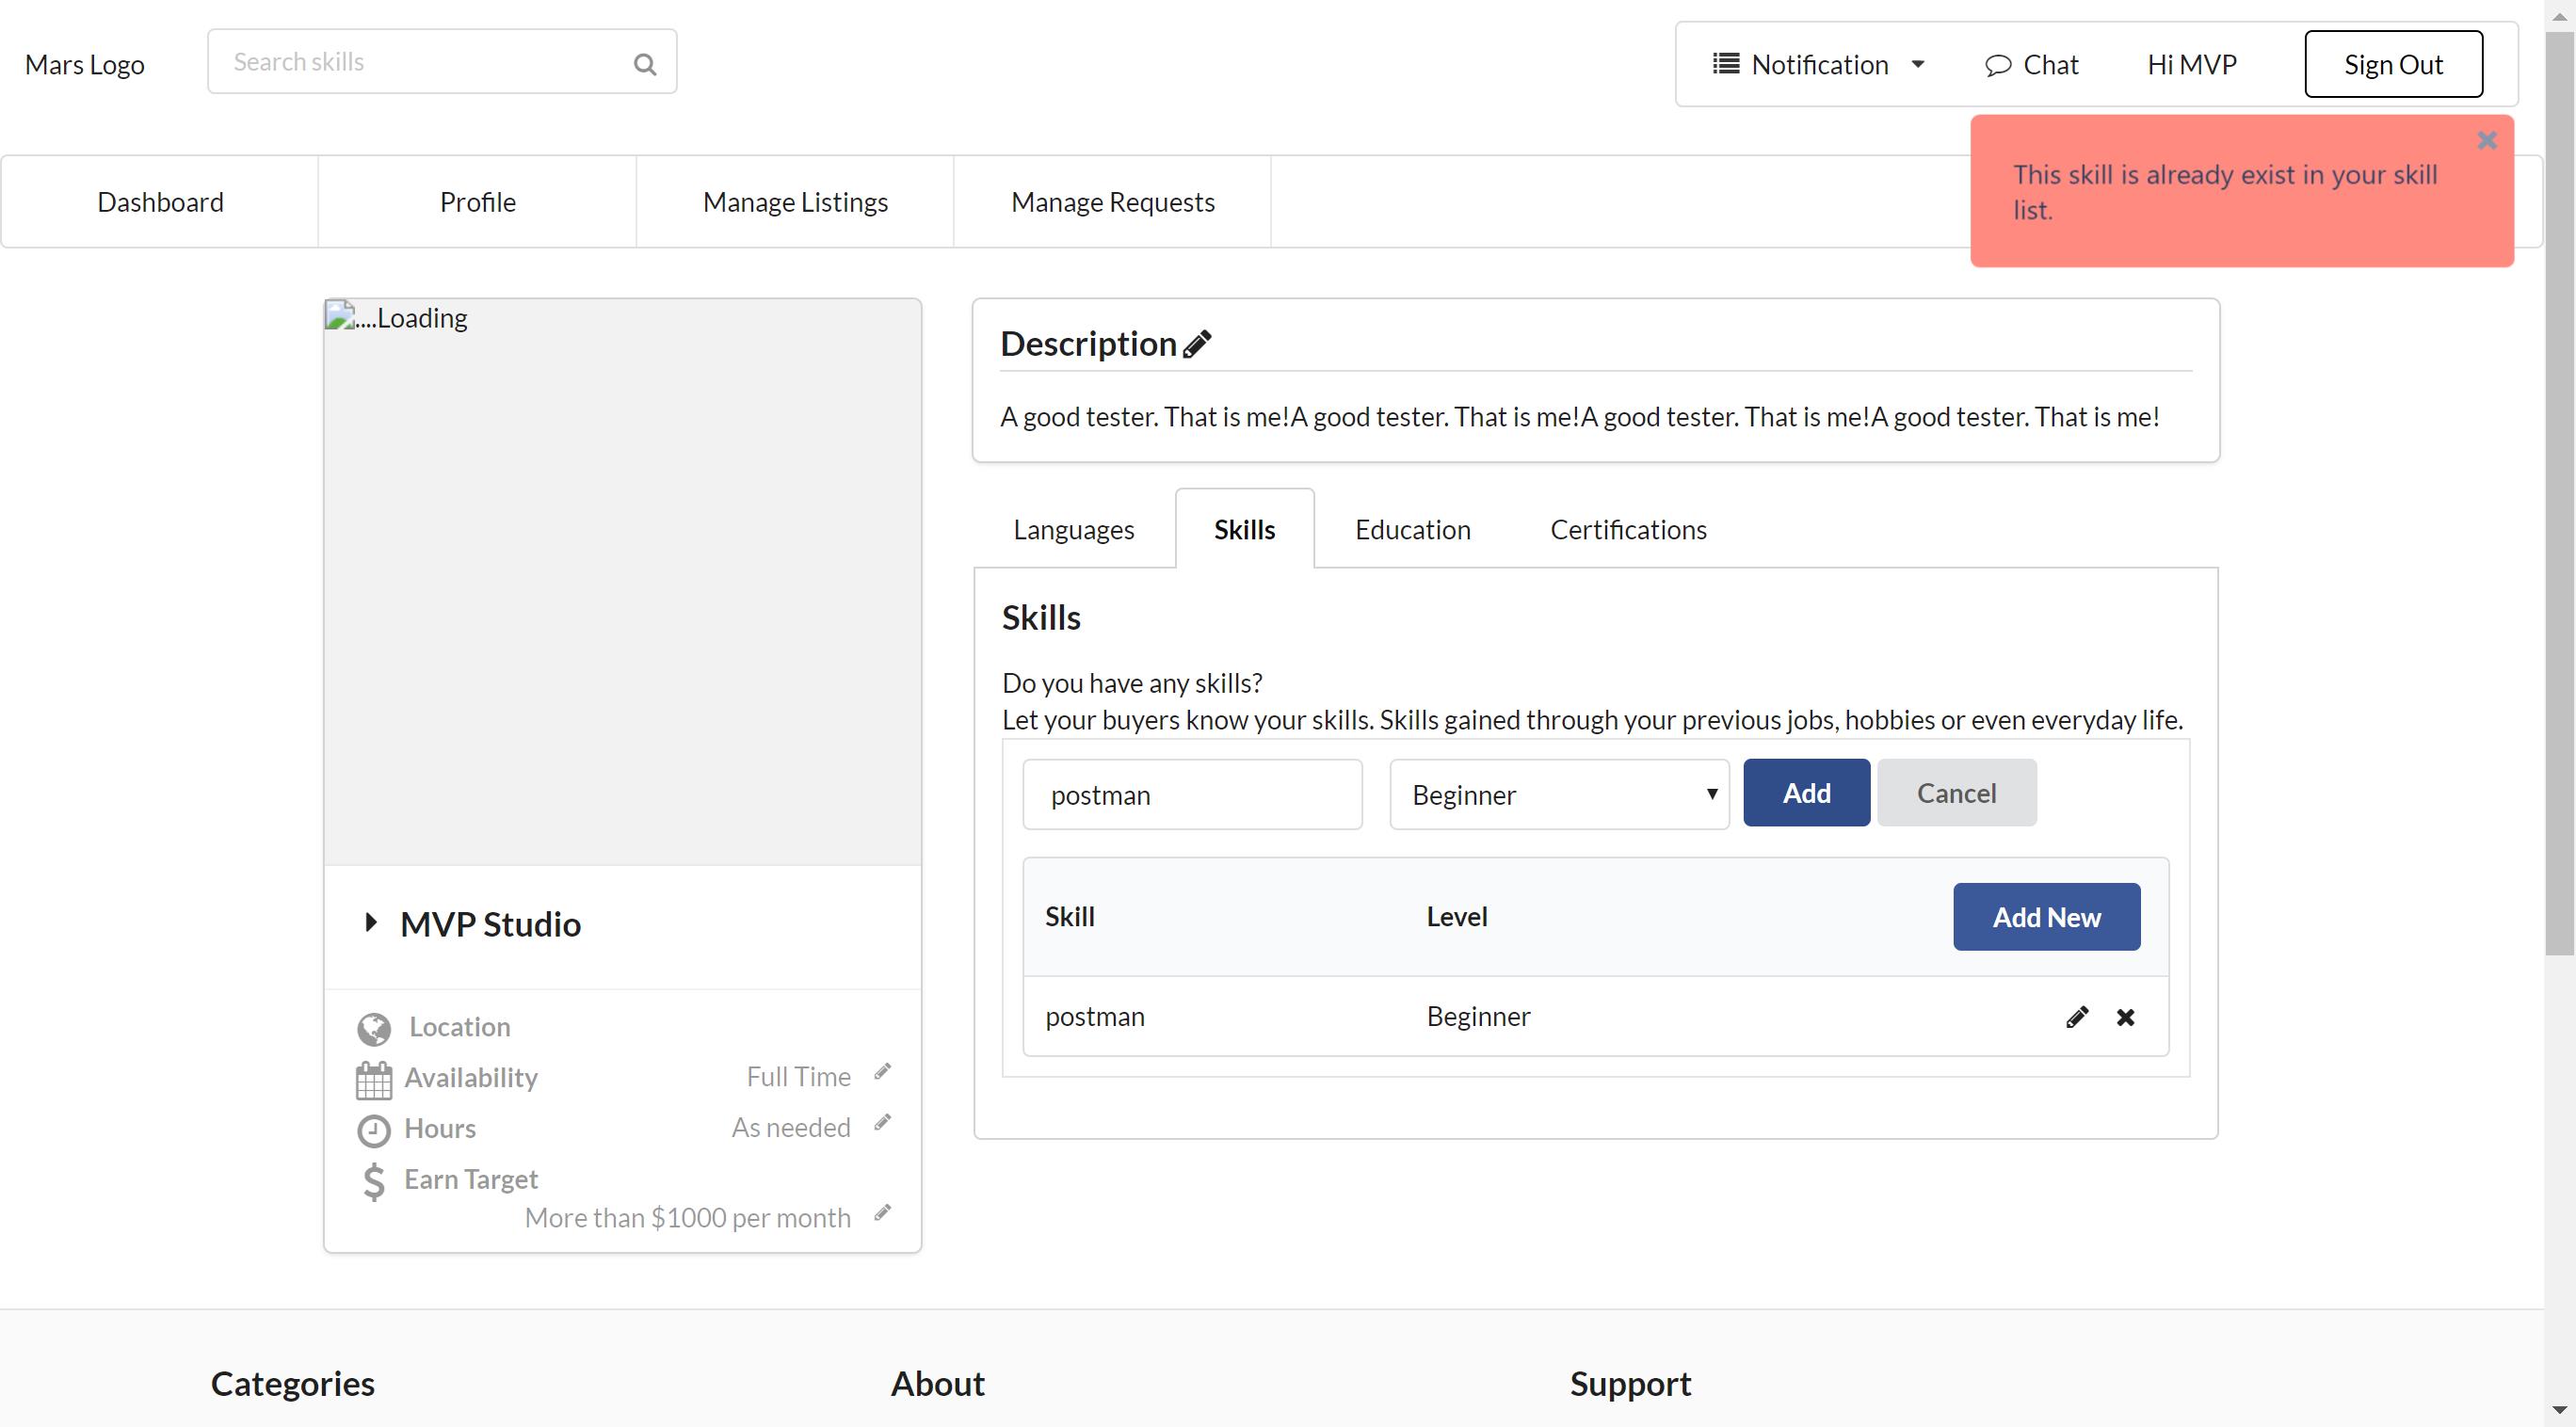 Mars Logo
Search skills
Notification
Chat
Hi MVP
Sign Out
This skill is already exist in your skill
list.
Dashboard
Profile
Manage Listings
Manage Requests
....Loading
MVP Studio
Location
Availability
Full Time
Hours
As needed
Earn Target
More than $1000 per month
Description
A good tester. That is me!A good tester. That is me!A good tester. That is me!A good tester. That is me!
Languages
Skills
Education
Certifications
Skills
Do you have any skills?
Let your buyers know your skills. Skills gained through your previous jobs, hobbies or even everyday life.
postman
Beginner
Add
Cancel
Skill
Level
Add New
postman
Beginner
Categories
About
Support